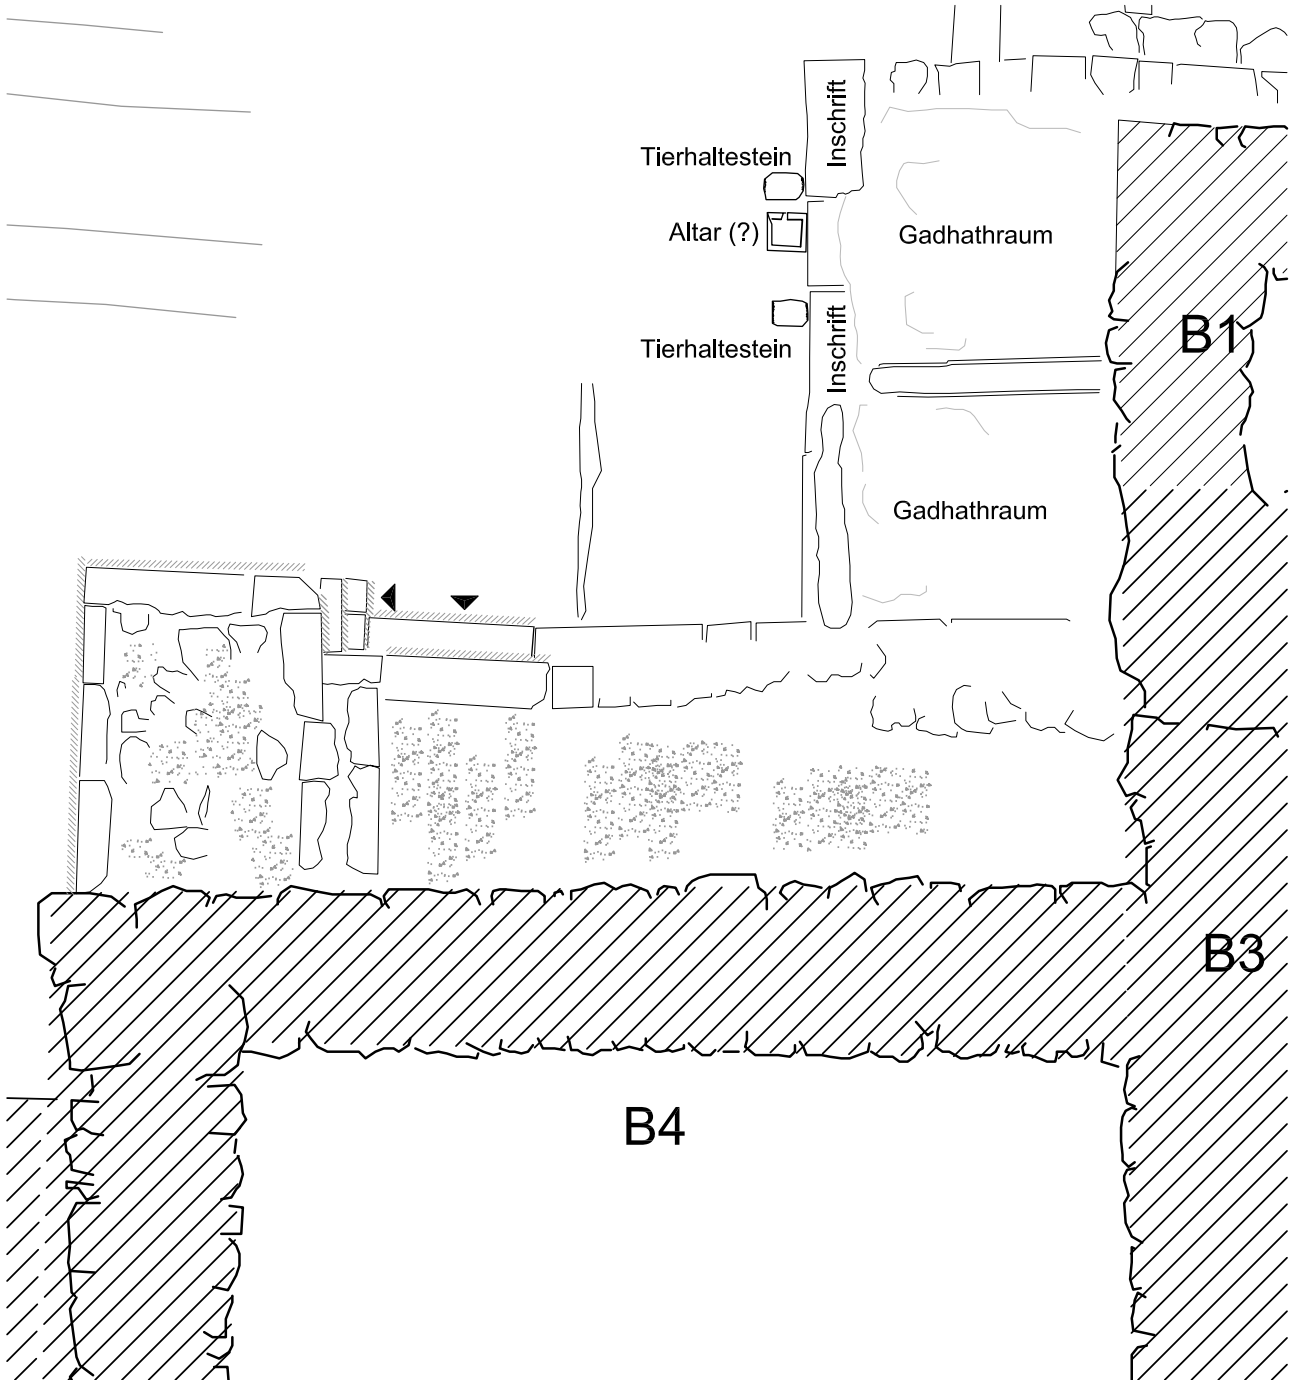 Inschrift
Tierhaltestein
Altar (?)
Gadhathraum
B1
Tierhaltestein
Inschrift
Gadhathraum
B3
B4